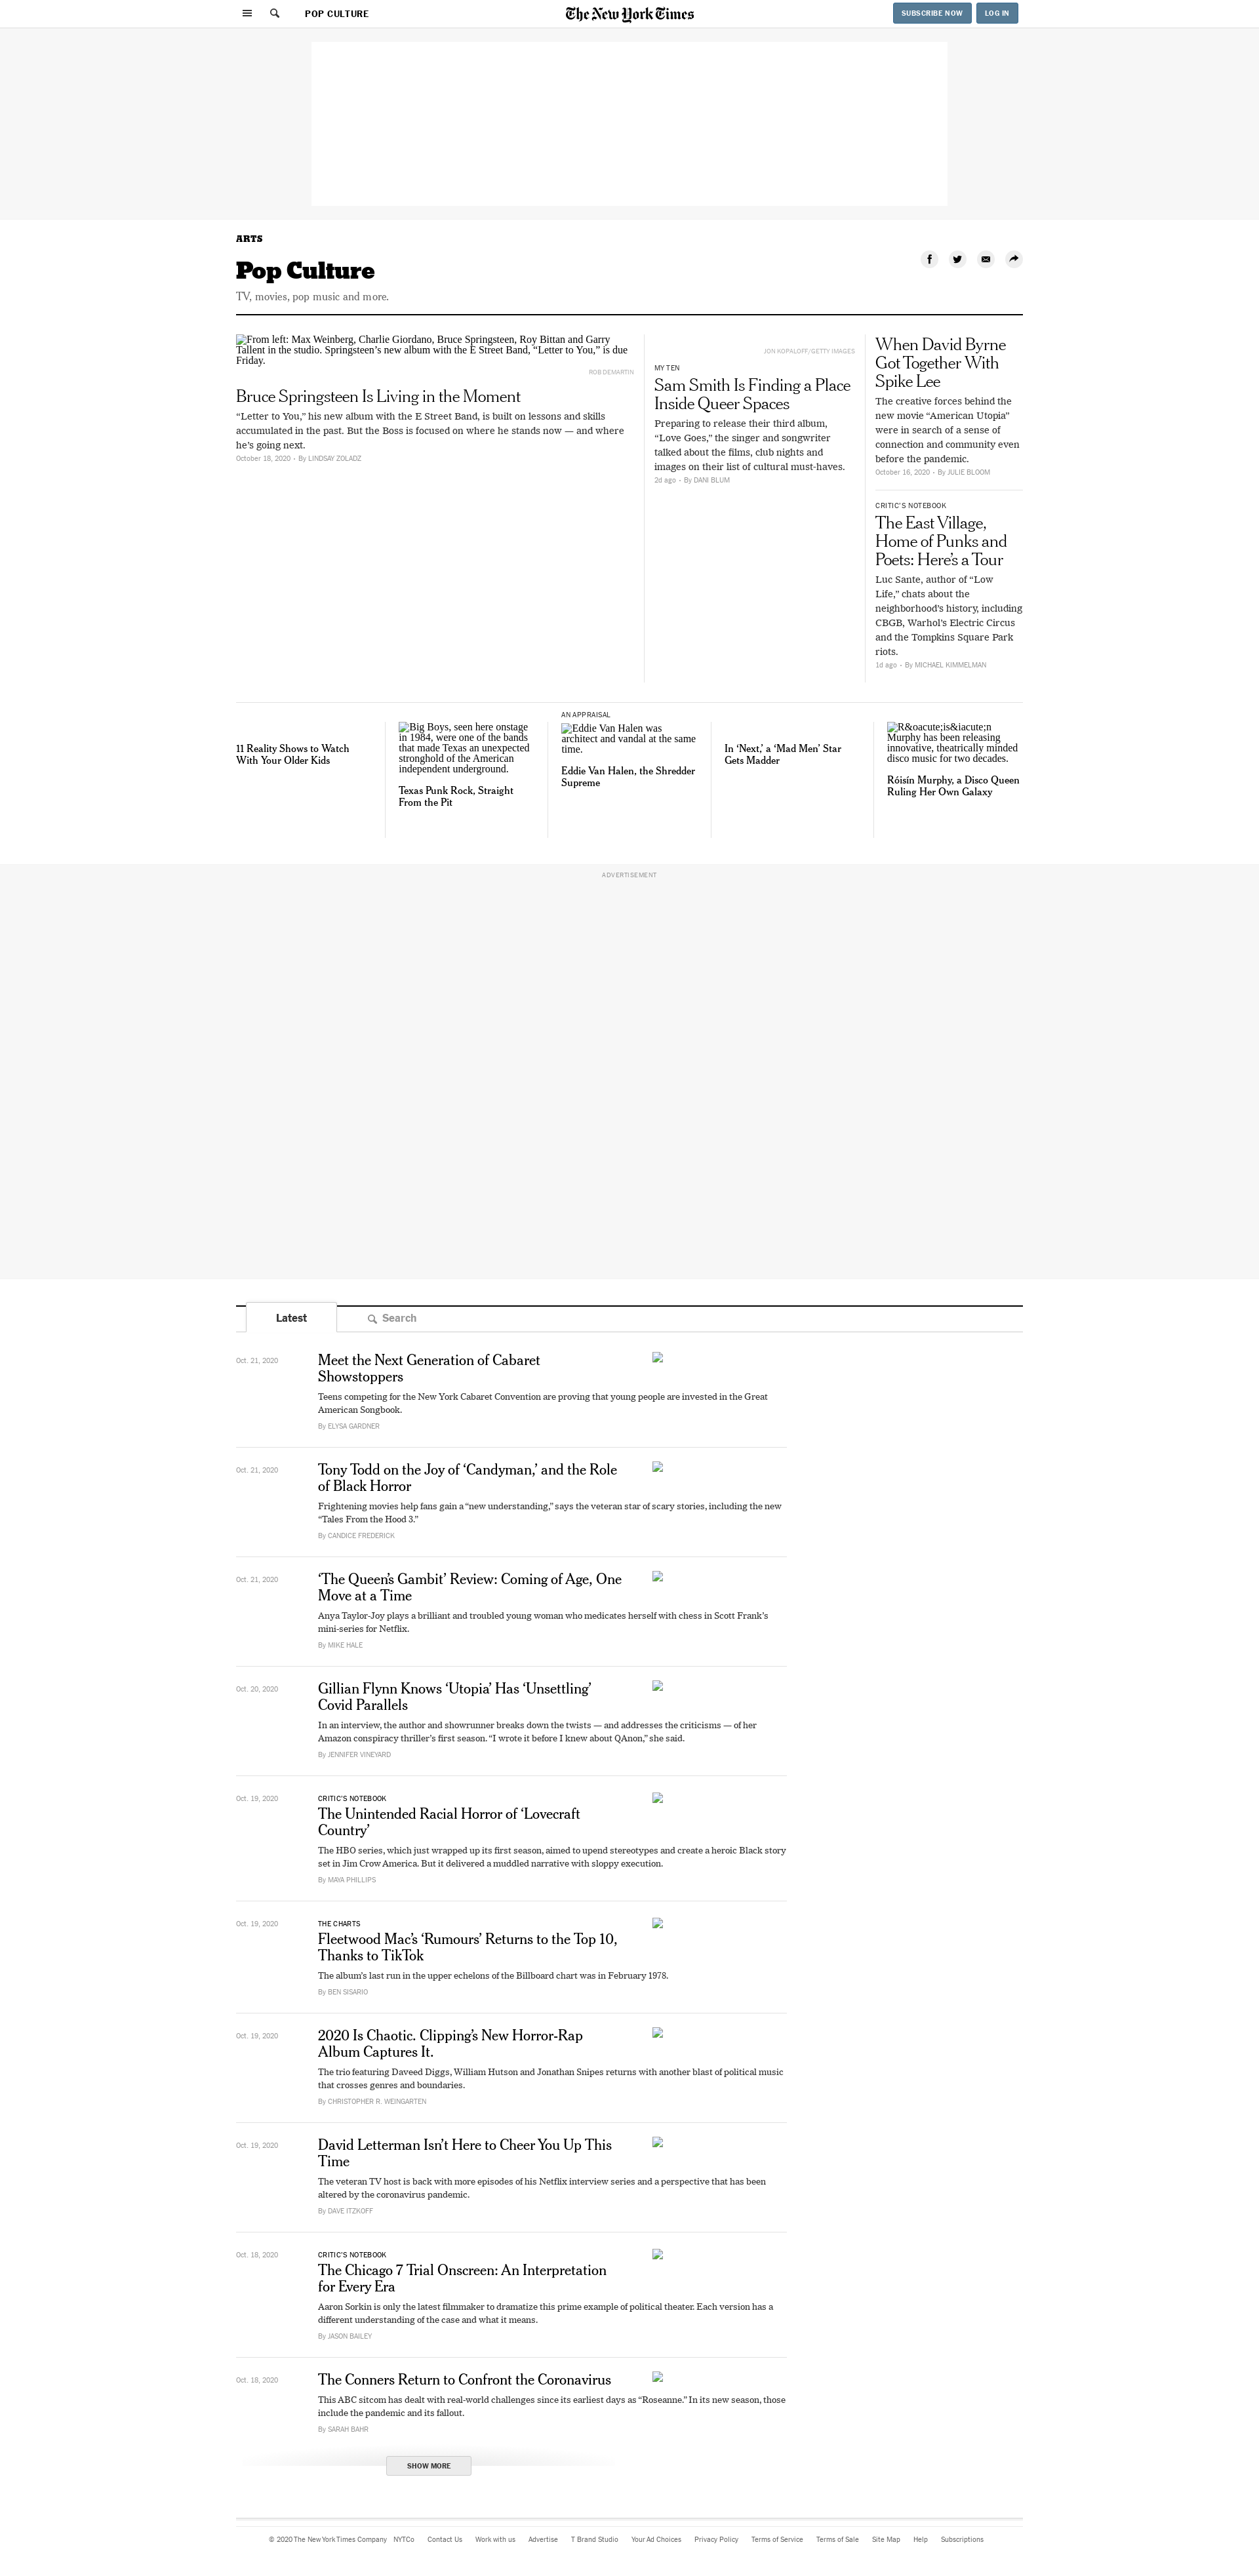 POP CULTURE
The New York Times
SUBSCRIBE NOW
LOG IN
ARTS
Pop Culture
TV, movies, pop music and more.
From left: Max Weinberg, Charlie Giordano, Bruce Springsteen, Roy Bittan and Garry
Tallent in the studio. Springsteen's new album with the E Street Band, “Letter to You,” is due
Friday.
ROB DEMARTIN
Bruce Springsteen Is Living in the Moment
“Letter to You,” his new album with the E Street Band, is built on lessons and skills
accumulated in the past. But the Boss is focused on where he stands now — and where
he’s going next.
October 18, 2020 • By LINDSAY ZOLADZ
JON KOPALOFF/GETTY IMAGES
MY TEN
Sam Smith Is Finding a Place
Inside Queer Spaces
Preparing to release their third album,
“Love Goes,” the singer and songwriter
talked about the films, club nights and
images on their list of cultural must-haves.
2d ago • By DANI BLUM
When David Byrne
Got Together With
Spike Lee
The creative forces behind the
new movie “American Utopia”
were in search of a sense of
connection and community even
before the pandemic.
October 16, 2020 • By JULIE BLOOM
CRITIC’S NOTEBOOK
The East Village,
Home of Punks and
Poets: Here’s a Tour
Luc Sante, author of “Low
Life,” chats about the
neighborhood’s history, including
CBGB, Warhol’s Electric Circus
and the Tompkins Square Park
riots.
1d ago • By MICHAEL KIMMELMAN
11 Reality Shows to Watch
With Your Older Kids
Big Boys, seen here onstage
in 1984, were one of the bands
that made Texas an unexpected
stronghold of the American
independent underground.
Texas Punk Rock, Straight
From the Pit
AN APPRAISAL
Eddie Van Halen was
architect and vandal at the same
time.
Eddie Van Halen, the Shredder
Supreme
In ‘Next,’ a ‘Mad Men’ Star
Gets Madder
R&oacute;is&iacute;n
Murphy has been releasing
innovative, theatrically minded
disco music for two decades.
Róisín Murphy, a Disco Queen
Ruling Her Own Galaxy
ADVERTISEMENT
Latest
Search
Oct. 21, 2020
Meet the Next Generation of Cabaret
Showstoppers
Teens competing for the New York Cabaret Convention are proving that young people are invested in the Great
American Songbook.
By ELYSA GARDNER
Oct. 21, 2020
Tony Todd on the Joy of ‘Candyman,’ and the Role
of Black Horror
Frightening movies help fans gain a “new understanding,” says the veteran star of scary stories, including the new
“Tales From the Hood 3.”
By CANDICE FREDERICK
Oct. 21, 2020
‘The Queen’s Gambit’ Review: Coming of Age, One
Move at a Time
Anya Taylor-Joy plays a brilliant and troubled young woman who medicates herself with chess in Scott Frank’s
mini-series for Netflix.
By MIKE HALE
Oct. 20, 2020
Gillian Flynn Knows ‘Utopia’ Has ‘Unsettling’
Covid Parallels
In an interview, the author and showrunner breaks down the twists — and addresses the criticisms — of her
Amazon conspiracy thriller’s first season. “I wrote it before I knew about QAnon,” she said.
By JENNIFER VINEYARD
Oct. 19, 2020
CRITIC’S NOTEBOOK
The Unintended Racial Horror of ‘Lovecraft
Country’
The HBO series, which just wrapped up its first season, aimed to upend stereotypes and create a heroic Black story
set in Jim Crow America. But it delivered a muddled narrative with sloppy execution.
By MAYA PHILLIPS
Oct. 19, 2020
THE CHARTS
Fleetwood Mac’s ‘Rumours’ Returns to the Top 10,
Thanks to TikTok
The album’s last run in the upper echelons of the Billboard chart was in February 1978.
By BEN SISARIO
Oct. 19, 2020
2020 Is Chaotic. Clipping’s New Horror-Rap
Album Captures It.
The trio featuring Daveed Diggs, William Hutson and Jonathan Snipes returns with another blast of political music
that crosses genres and boundaries.
By CHRISTOPHER R. WEINGARTEN
Oct. 19, 2020
David Letterman Isn’t Here to Cheer You Up This
Time
The veteran TV host is back with more episodes of his Netflix interview series and a perspective that has been
altered by the coronavirus pandemic.
By DAVE ITZKOFF
Oct. 18, 2020
CRITIC’S NOTEBOOK
The Chicago 7 Trial Onscreen: An Interpretation
for Every Era
Aaron Sorkin is only the latest filmmaker to dramatize this prime example of political theater. Each version has a
different understanding of the case and what it means.
By JASON BAILEY
Oct. 18, 2020
The Conners Return to Confront the Coronavirus
This ABC sitcom has dealt with real-world challenges since its earliest days as “Roseanne.” In its new season, those
include the pandemic and its fallout.
By SARAH BAHR
SHOW MORE
© 2020 The New York Times Company NYTCo Contact Us Work with us Advertise T Brand Studio Your Ad Choices Privacy Policy Terms of Service Terms of Sale Site Map Help Subscriptions